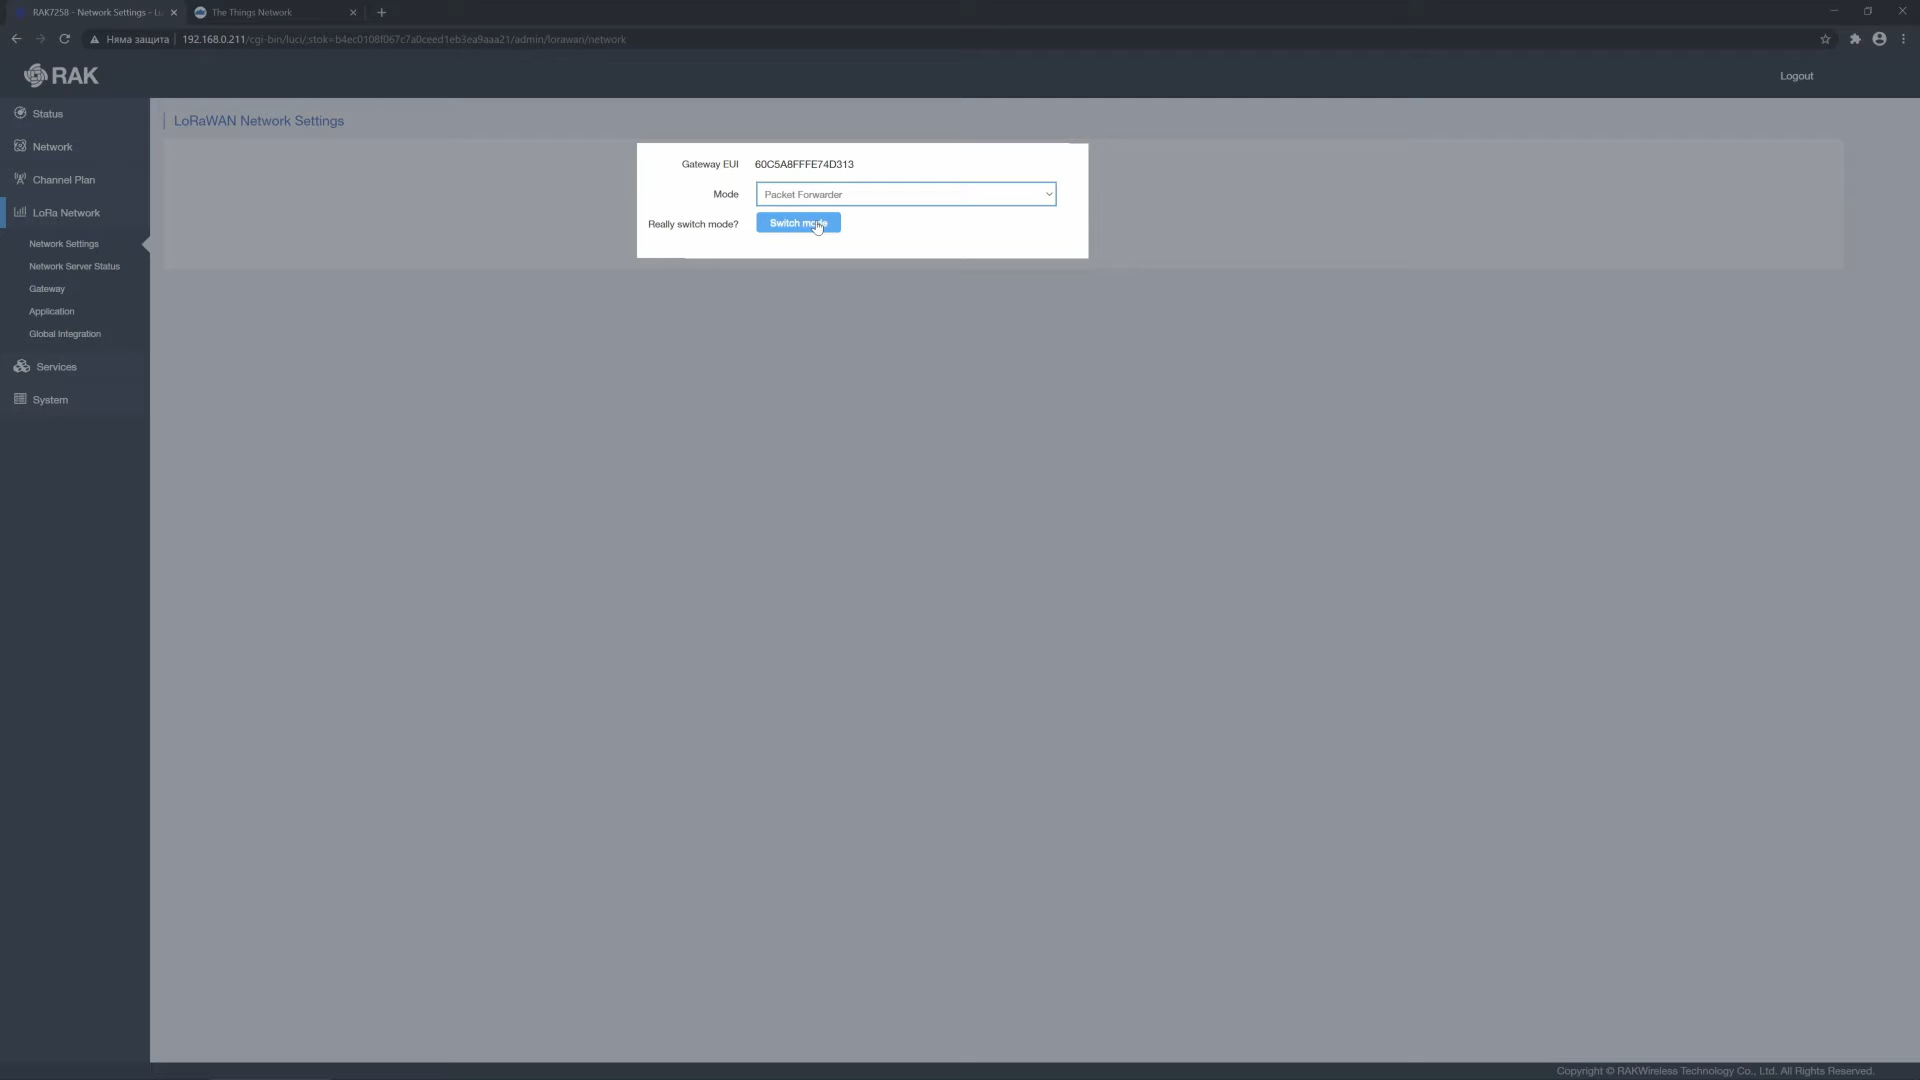 RAK7258 - Network Settings - Lu
The Things Network
Няма защита
192.168.0.211/cgi-bin/luci/;stok=b4ec0108f067c7a0ceed1eb3ea9aaa21/admin/lorawan/network
RAK
Logout
Status
Network
Channel Plan
LoRa Network
Network Settings
Network Server Status
Gateway
Application
Global Integration
Services
System
LoRaWAN Network Settings
Gateway EUI 60C5A8FFFE74D313
Mode Packet Forwarder
Really switch mode? Switch mode
Copyright © RAKWireless Technology Co., Ltd. All Rights Reserved.